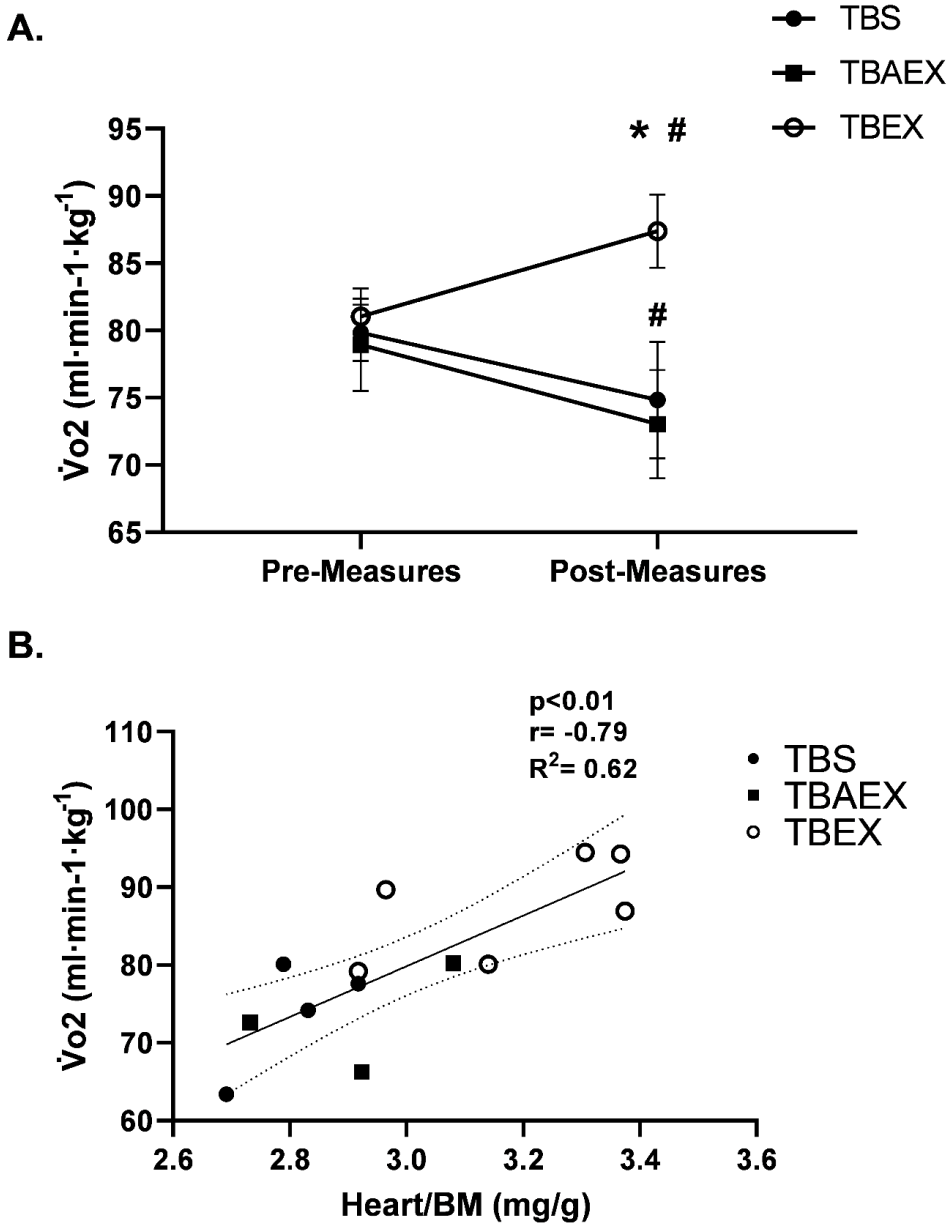 A.
TBS
TBAEX
TBEX
* #
#
95
90
85
80
75
70
65
V̇o2 (ml·min-1·kg⁻¹)
Pre-Measures Post-Measures
B.
p<0.01
r= -0.79
R²= 0.62
TBS
TBAEX
TBEX
110
100
90
80
70
60
V̇o2 (ml·min-1·kg⁻¹)
2.6 2.8 3.0 3.2 3.4 3.6
Heart/BM (mg/g)